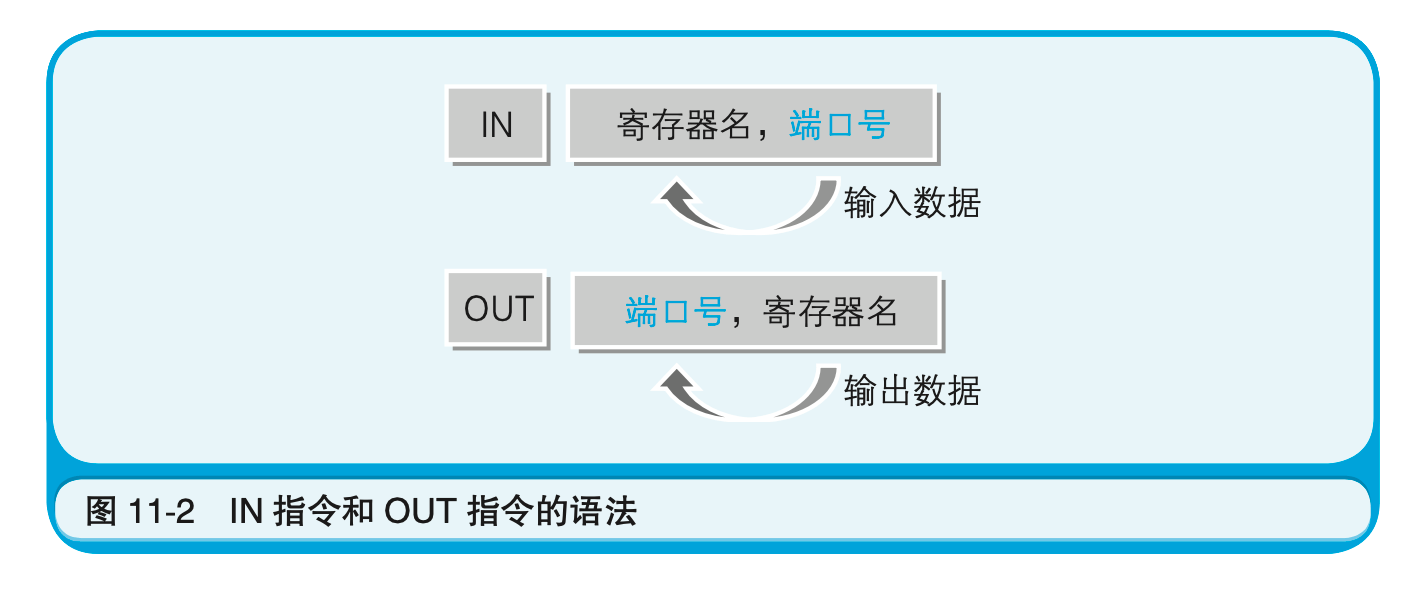 IN 寄存器名，端口号
输入数据
OUT 端口号，寄存器名
输出数据
图 11-2 IN 指令和 OUT 指令的语法